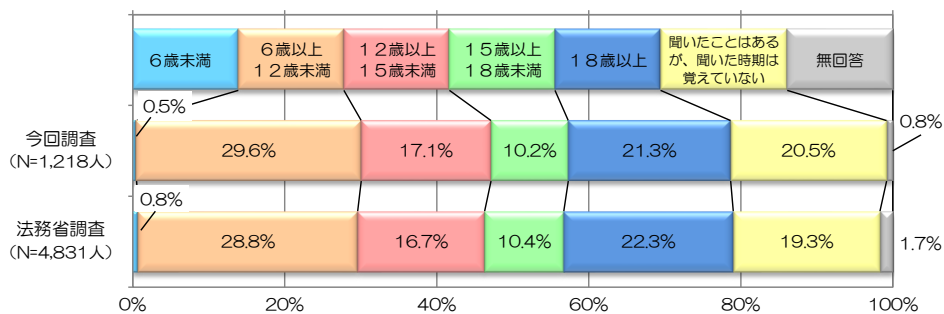 ６歳未満
６歳以上
１２歳未満
１２歳以上
１５歳未満
１５歳以上
１８歳未満
１８歳以上
聞いたことはある
が、聞いた時期は
覚えていない
無回答
今回調査
（N=1,218人）
0.5%
29.6%
17.1%
10.2%
21.3%
20.5%
0.8%
法務省調査
（N=4,831人）
0.8%
28.8%
16.7%
10.4%
22.3%
19.3%
1.7%
0%
20%
40%
60%
80%
100%